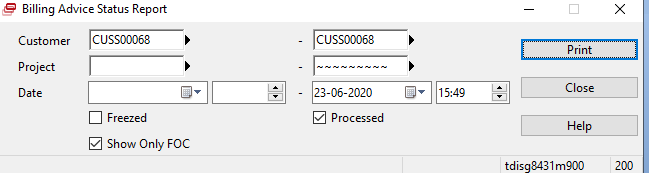 Billing Advice Status Report
Customer CUSS00068 - CUSS00068
Print
Project - ~~~~~~~~~
Date - 23-06-2020 15:49
Close
Freezed Processed
Help
Show Only FOC
tdisg8431m900 200